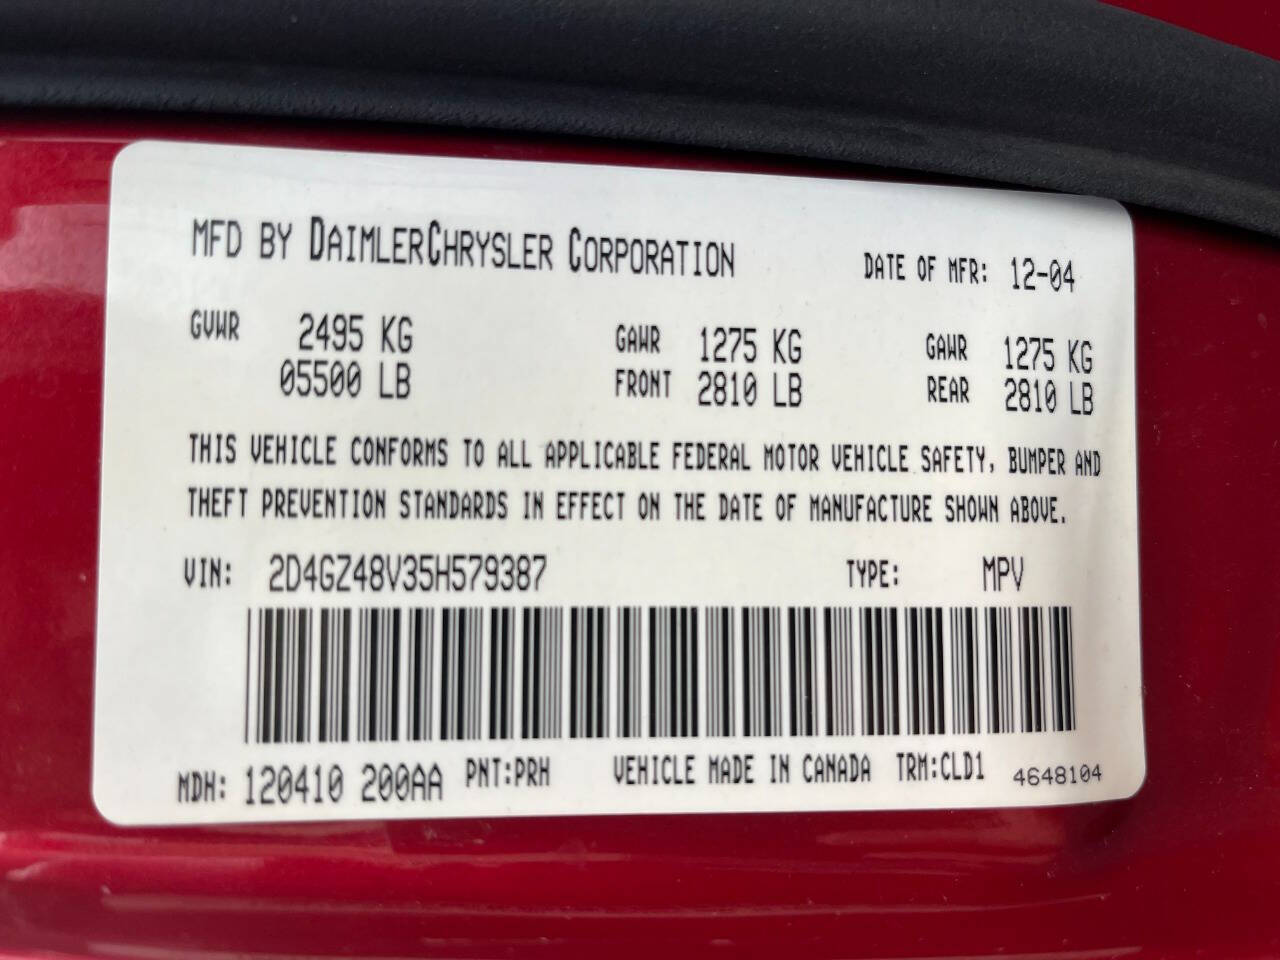 MFD BY DAIMLERCHRYSLER CORPORATION DATE OF MFR: 12-04
GVWR 2495 KG GAWR 1275 KG GAWR 1275 KG
05500 LB FRONT 2810 LB REAR 2810 LB
THIS VEHICLE CONFORMS TO ALL APPLICABLE FEDERAL MOTOR VEHICLE SAFETY, BUMPER AND
THEFT PREVENTION STANDARDS IN EFFECT ON THE DATE OF MANUFACTURE SHOWN ABOVE.
VIN: 2D4GZ48V35H579387 TYPE: MPV
MDH: 120410 200AA PNT:PRH VEHICLE MADE IN CANADA TRM:CLD1 4648104